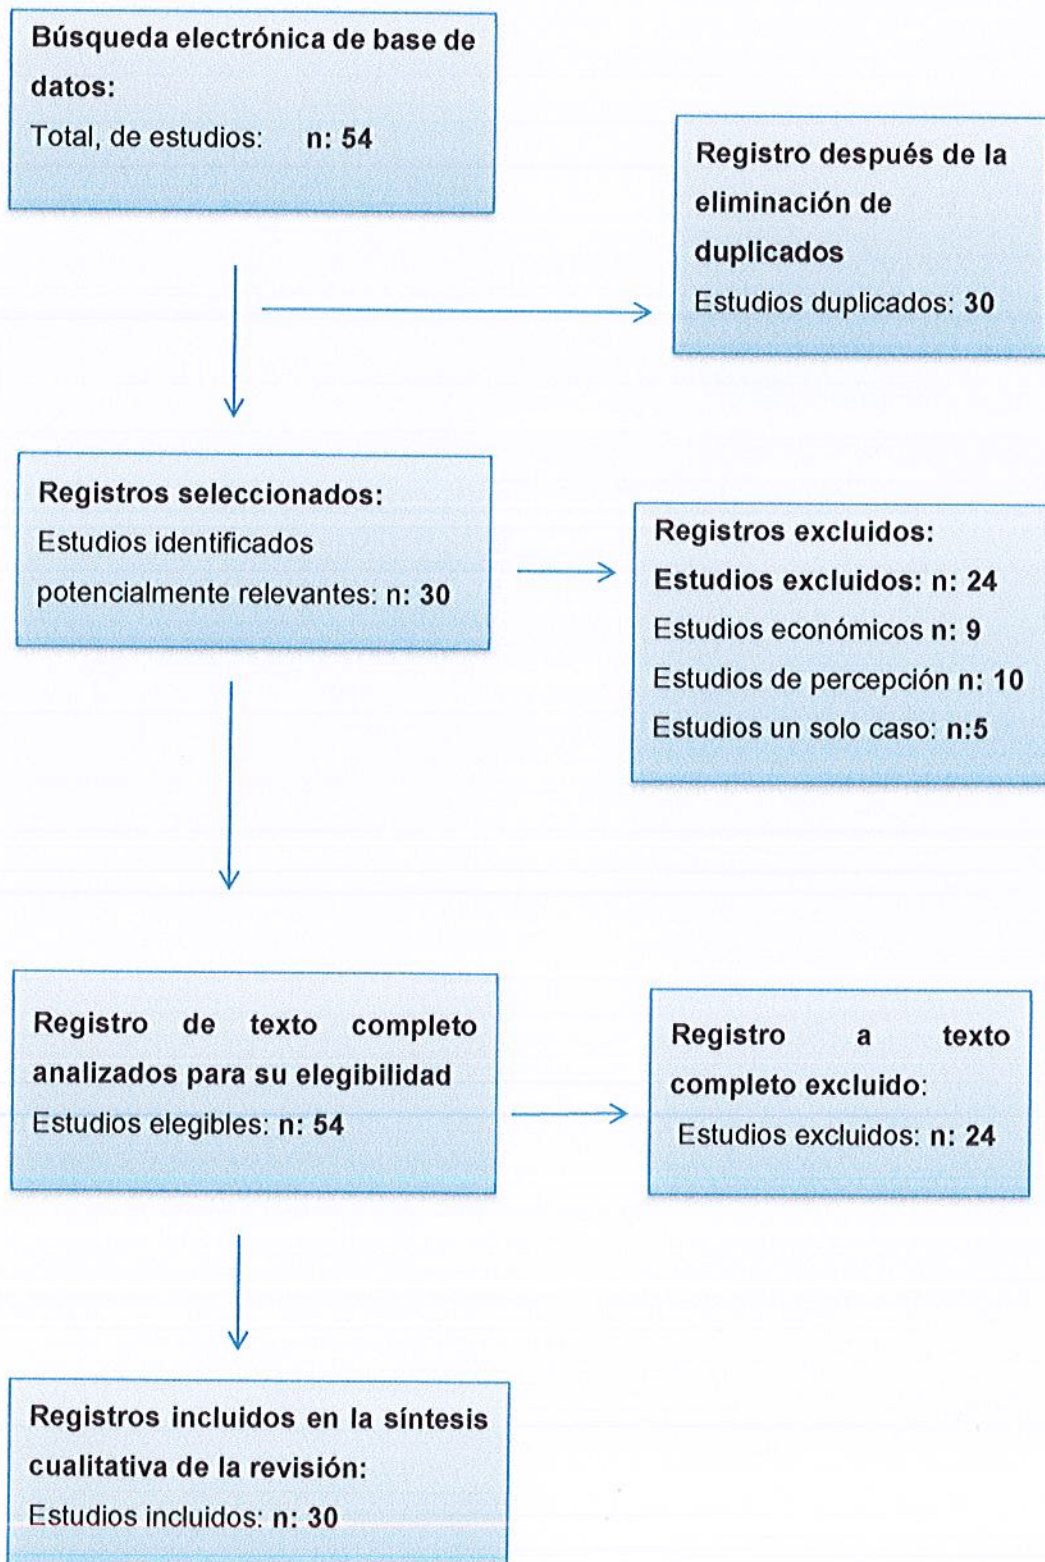 Búsqueda electrónica de base de
datos:
Total, de estudios: n: 54
Registro después de la
eliminación de
duplicados
Estudios duplicados: 30
Registros seleccionados:
Estudios identificados
potencialmente relevantes: n: 30
Registros excluidos:
Estudios excluidos: n: 24
Estudios económicos n: 9
Estudios de percepción n: 10
Estudios un solo caso: n:5
Registro de texto completo
analizados para su elegibilidad
Estudios elegibles: n: 54
Registro a texto
completo excluido:
Estudios excluidos: n: 24
Registros incluidos en la síntesis
cualitativa de la revisión:
Estudios incluidos: n: 30